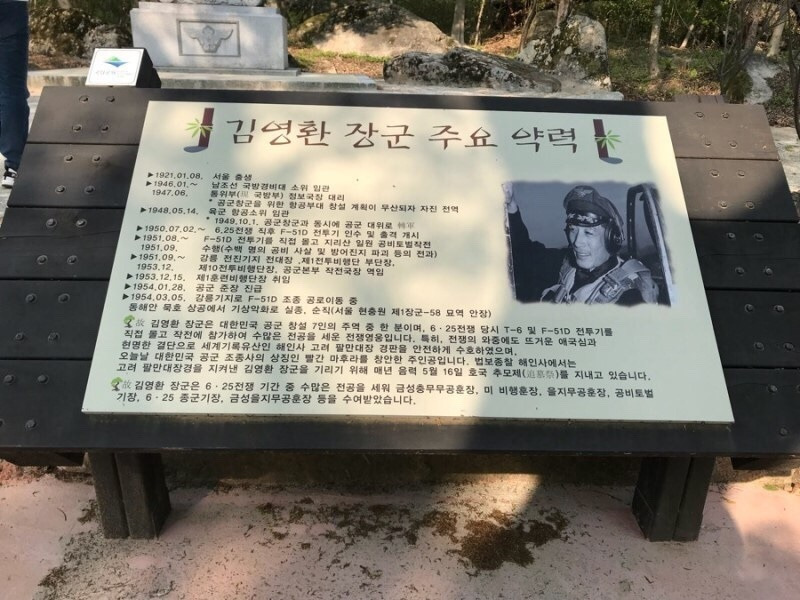 김영환 장군 주요 약력
▶1921.01.08. 서울 출생
▶1946.01.~ 남조선 국방경비대 소위 임관
1947.06. 통위부(現 국방부) 정보국장 대리
* 공군창군을 위한 항공부대 창설 계획이 무산되자 자진 전역
▶1948.05.14. 육군 항공소위 임관
* 1949.10.1. 공군창군과 동시에 공군 대위로 轉軍
▶1950.07.02.~ 6.25전쟁 직후 F-51D 전투기 인수 및 출격 개시
▶1951.08.~ F-51D 전투기를 직접 몰고 지리산 일원 공비토벌작전
1951.09. 수행(수백 명의 공비 사살 및 방어진지 파괴 등의 전과)
▶1951.09.~ 강릉 전진기지 전대장, 제1전투비행단 부단장,
1953.12. 제10전투비행단장, 공군본부 작전국장 역임
▶1953.12.15. 제1훈련비행단장 취임
▶1954.01.28. 공군 준장 진급
▶1954.03.05. 강릉기지로 F-51D 조종 공로이동 중
동해안 묵호 상공에서 기상악화로 실종, 순직(서울 현충원 제1장군-58 묘역 안장)
故 김영환 장군은 대한민국 공군 창설 7인의 주역 중 한 분이며, 6·25전쟁 당시 T-6 및 F-51D 전투기를
직접 몰고 작전에 참가하여 수많은 전공을 세운 전쟁영웅입니다. 특히, 전쟁의 와중에도 뜨거운 애국심과
현명한 결단으로 세계기록유산인 해인사 고려 팔만대장 경판을 안전하게 수호하였으며,
오늘날 대한민국 공군 조종사의 상징인 빨간 마후라를 창안한 주인공입니다. 법보종찰 해인사에서는
고려 팔만대장경을 지켜낸 김영환 장군을 기리기 위해 매년 음력 5월 16일 호국 추모제(追慕祭)를 지내고 있습니다.
故 김영환 장군은 6·25전쟁 기간 중 수많은 전공을 세워 금성충무무공훈장, 미 비행훈장, 을지무공훈장, 공비토벌
기장, 6·25 종군기장, 금성을지무공훈장 등을 수여받았습니다.